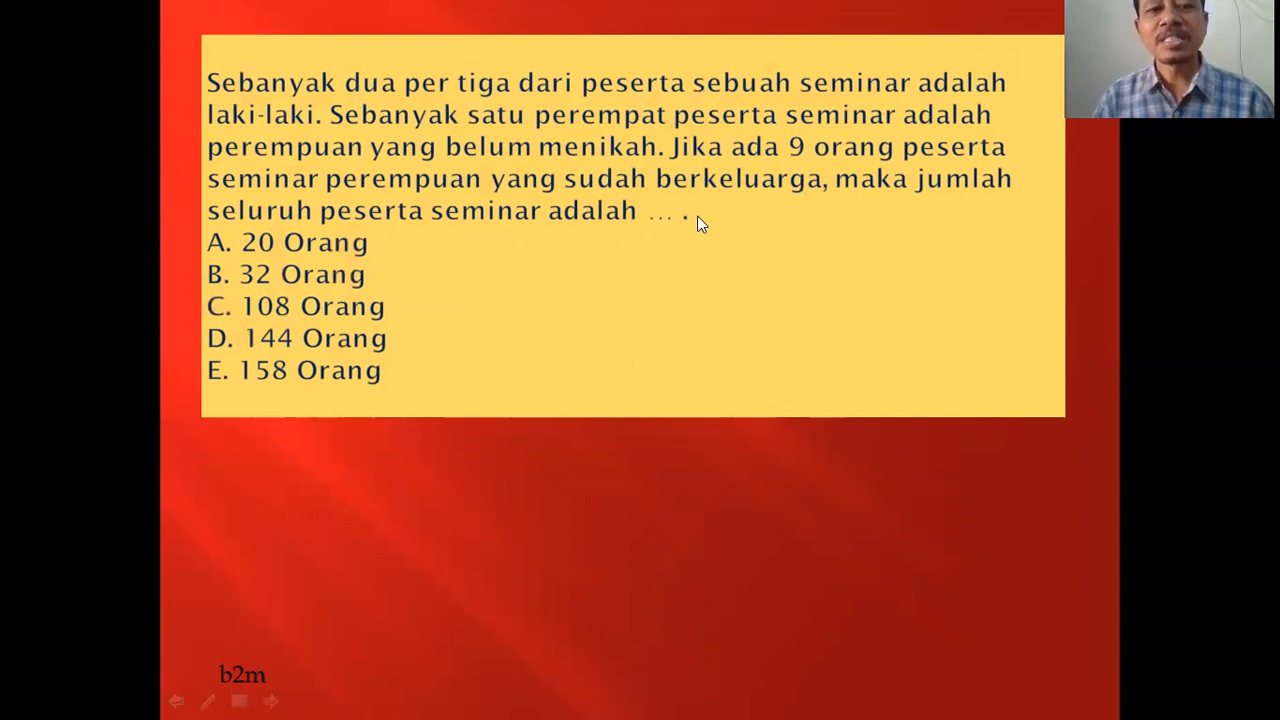 Sebanyak dua per tiga dari peserta sebuah seminar adalah
laki-laki. Sebanyak satu perempat peserta seminar adalah
perempuan yang belum menikah. Jika ada 9 orang peserta
seminar perempuan yang sudah berkeluarga, maka jumlah
seluruh peserta seminar adalah ... .
A. 20 Orang
B. 32 Orang
C. 108 Orang
D. 144 Orang
E. 158 Orang
b2m